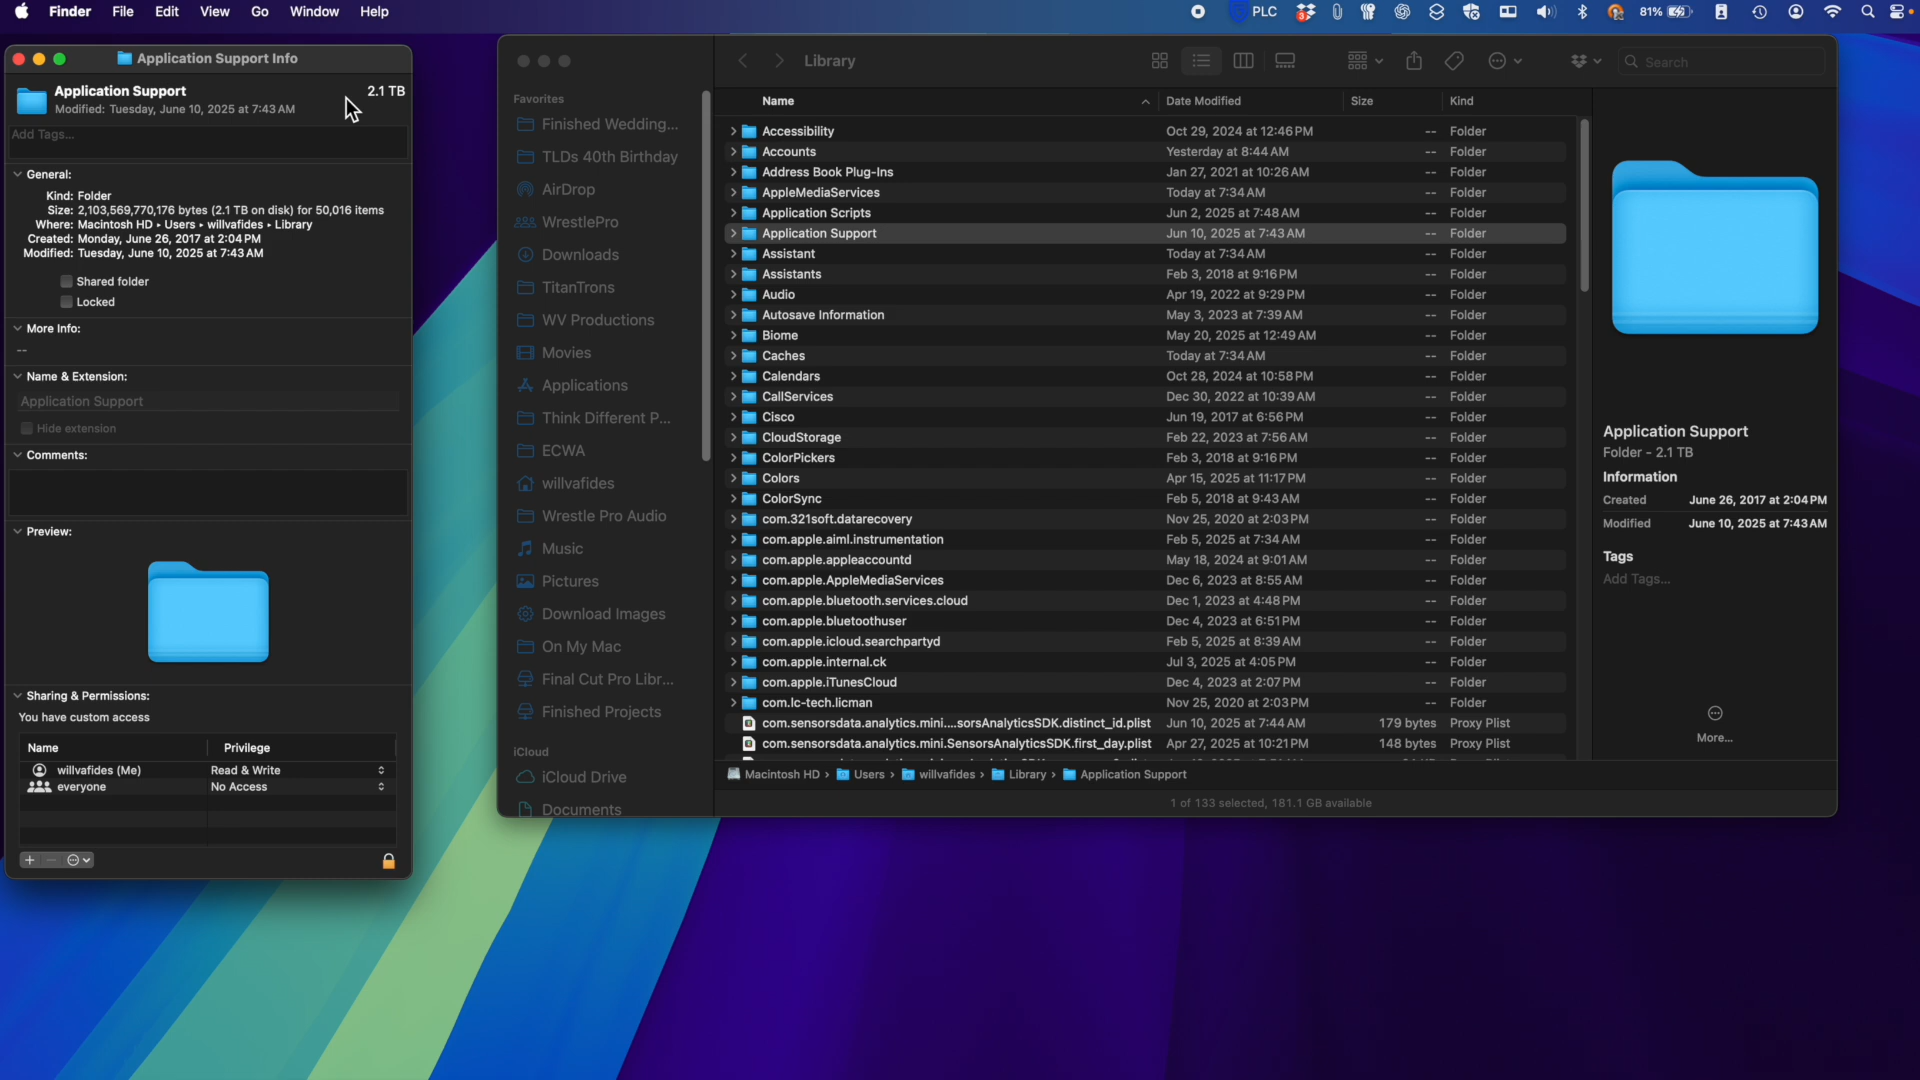 Finder File Edit View Go Window Help
PLC 81%
Application Support Info
Application Support 2.1 TB
Modified: Tuesday, June 10, 2025 at 7:43 AM
Add Tags...
General:
Kind: Folder
Size: 2,103,569,770,176 bytes (2.1 TB on disk) for 50,016 items
Where: Macintosh HD ▸ Users ▸ willvafides ▸ Library
Created: Monday, June 26, 2017 at 2:04 PM
Modified: Tuesday, June 10, 2025 at 7:43 AM
Shared folder
Locked
More Info:
--
Name & Extension:
Application Support
Hide extension
Comments:
Preview:
Sharing & Permissions:
You have custom access
Name Privilege
willvafides (Me) Read & Write
everyone No Access
Favorites
Finished Wedding...
TLDs 40th Birthday
AirDrop
WrestlePro
Downloads
TitanTrons
WV Productions
Movies
Applications
Think Different P...
ECWA
willvafides
Wrestle Pro Audio
Music
Pictures
Download Images
On My Mac
Final Cut Pro Libr...
Finished Projects
iCloud
iCloud Drive
Documents
Library
Search
Name Date Modified Size Kind
Accessibility Oct 29, 2024 at 12:46 PM -- Folder
Accounts Yesterday at 8:44 AM -- Folder
Address Book Plug-Ins Jan 27, 2021 at 10:26 AM -- Folder
AppleMediaServices Today at 7:34 AM -- Folder
Application Scripts Jun 2, 2025 at 7:48 AM -- Folder
Application Support Jun 10, 2025 at 7:43 AM -- Folder
Assistant Today at 7:34 AM -- Folder
Assistants Feb 3, 2018 at 9:16 PM -- Folder
Audio Apr 19, 2022 at 9:29 PM -- Folder
Autosave Information May 3, 2023 at 7:39 AM -- Folder
Biome May 20, 2025 at 12:49 AM -- Folder
Caches Today at 7:34 AM -- Folder
Calendars Oct 28, 2024 at 10:58 PM -- Folder
CallServices Dec 30, 2022 at 10:39 AM -- Folder
Cisco Jun 19, 2017 at 6:56 PM -- Folder
CloudStorage Feb 22, 2023 at 7:56 AM -- Folder
ColorPickers Feb 3, 2018 at 9:16 PM -- Folder
Colors Apr 15, 2025 at 11:17 PM -- Folder
ColorSync Feb 5, 2018 at 9:43 AM -- Folder
com.321soft.datarecovery Nov 25, 2020 at 2:03 PM -- Folder
com.apple.aiml.instrumentation Feb 5, 2025 at 7:34 AM -- Folder
com.apple.appleaccountd May 18, 2024 at 9:01 AM -- Folder
com.apple.AppleMediaServices Dec 6, 2023 at 8:55 AM -- Folder
com.apple.bluetooth.services.cloud Dec 1, 2023 at 4:48 PM -- Folder
com.apple.bluetoothuser Dec 4, 2023 at 6:51 PM -- Folder
com.apple.icloud.searchpartyd Feb 5, 2025 at 8:39 AM -- Folder
com.apple.internal.ck Jul 3, 2025 at 4:05 PM -- Folder
com.apple.iTunesCloud Dec 4, 2023 at 2:07 PM -- Folder
com.lc-tech.licman Nov 25, 2020 at 2:03 PM -- Folder
com.sensorsdata.analytics.mini....sorsAnalyticsSDK.distinct_id.plist Jun 10, 2025 at 7:44 AM 179 bytes Proxy Plist
com.sensorsdata.analytics.mini.SensorsAnalyticsSDK.first_day.plist Apr 27, 2025 at 10:21 PM 148 bytes Proxy Plist
Macintosh HD › Users › willvafides › Library › Application Support
1 of 133 selected, 181.1 GB available
Application Support
Folder - 2.1 TB
Information
Created June 26, 2017 at 2:04 PM
Modified June 10, 2025 at 7:43 AM
Tags
Add Tags...
More...